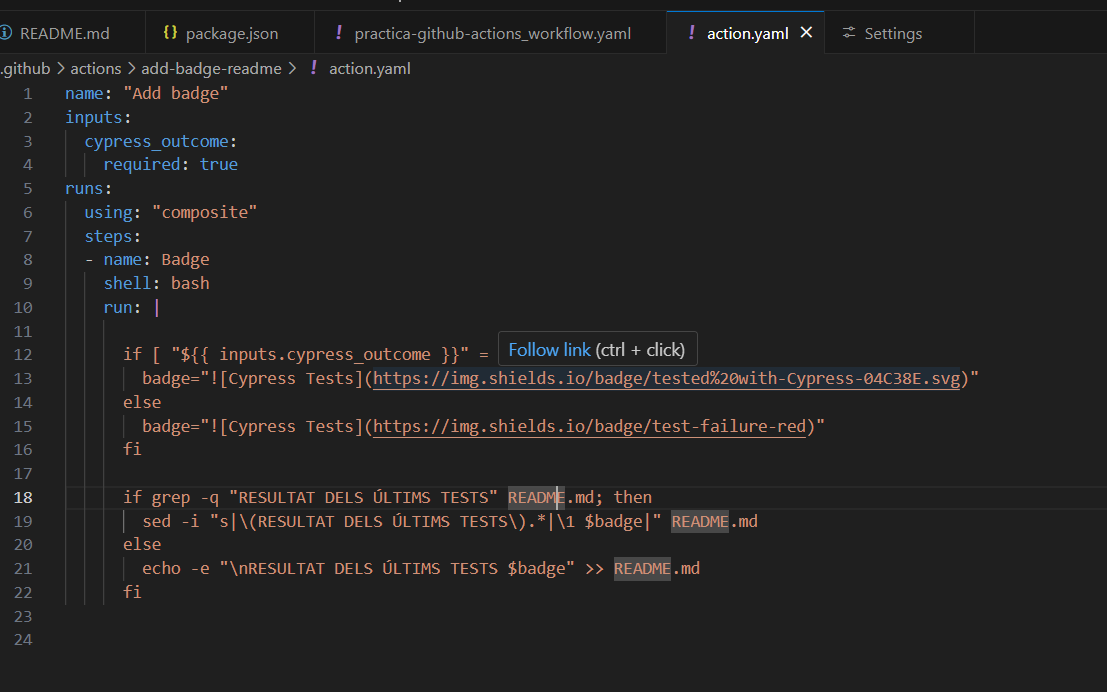 README.md {} package.json ! practica-github-actions_workflow.yaml ! action.yaml × Settings
.github > actions > add-badge-readme > ! action.yaml
1 name: "Add badge"
2 inputs:
3 cypress_outcome:
4 required: true
5 runs:
6 using: "composite"
7 steps:
8 - name: Badge
9 shell: bash
10 run: |
11
Follow link (ctrl + click)
12 if [ "${{ inputs.cypress_outcome }}" =
13 badge="![Cypress Tests](https://img.shields.io/badge/tested%20with-Cypress-04C38E.svg)"
14 else
15 badge="![Cypress Tests](https://img.shields.io/badge/test-failure-red)"
16 fi
17
18 if grep -q "RESULTAT DELS ÚLTIMS TESTS" README.md; then
19 sed -i "s|\(RESULTAT DELS ÚLTIMS TESTS\).*|\1 $badge|" README.md
20 else
21 echo -e "\nRESULTAT DELS ÚLTIMS TESTS $badge" >> README.md
22 fi
23
24